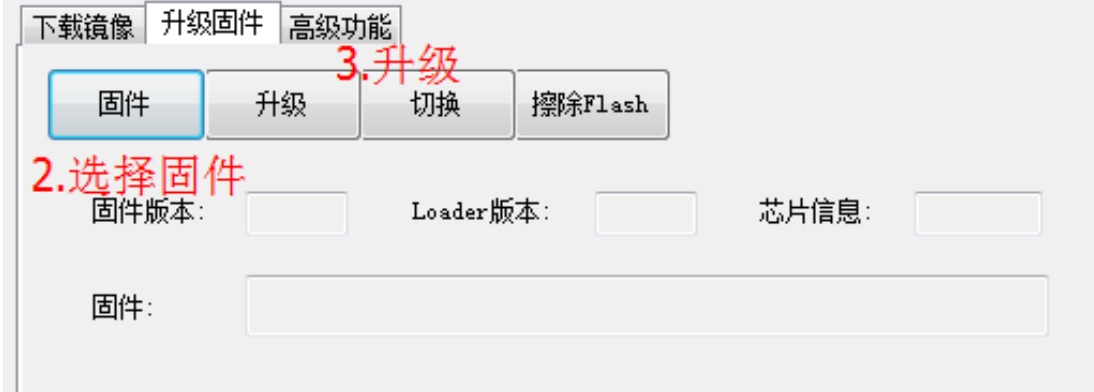 下载镜像 升级固件 高级功能
3.升级
固件 升级 切换 擦除Flash
2.选择固件
固件版本: Loader版本: 芯片信息:
固件: